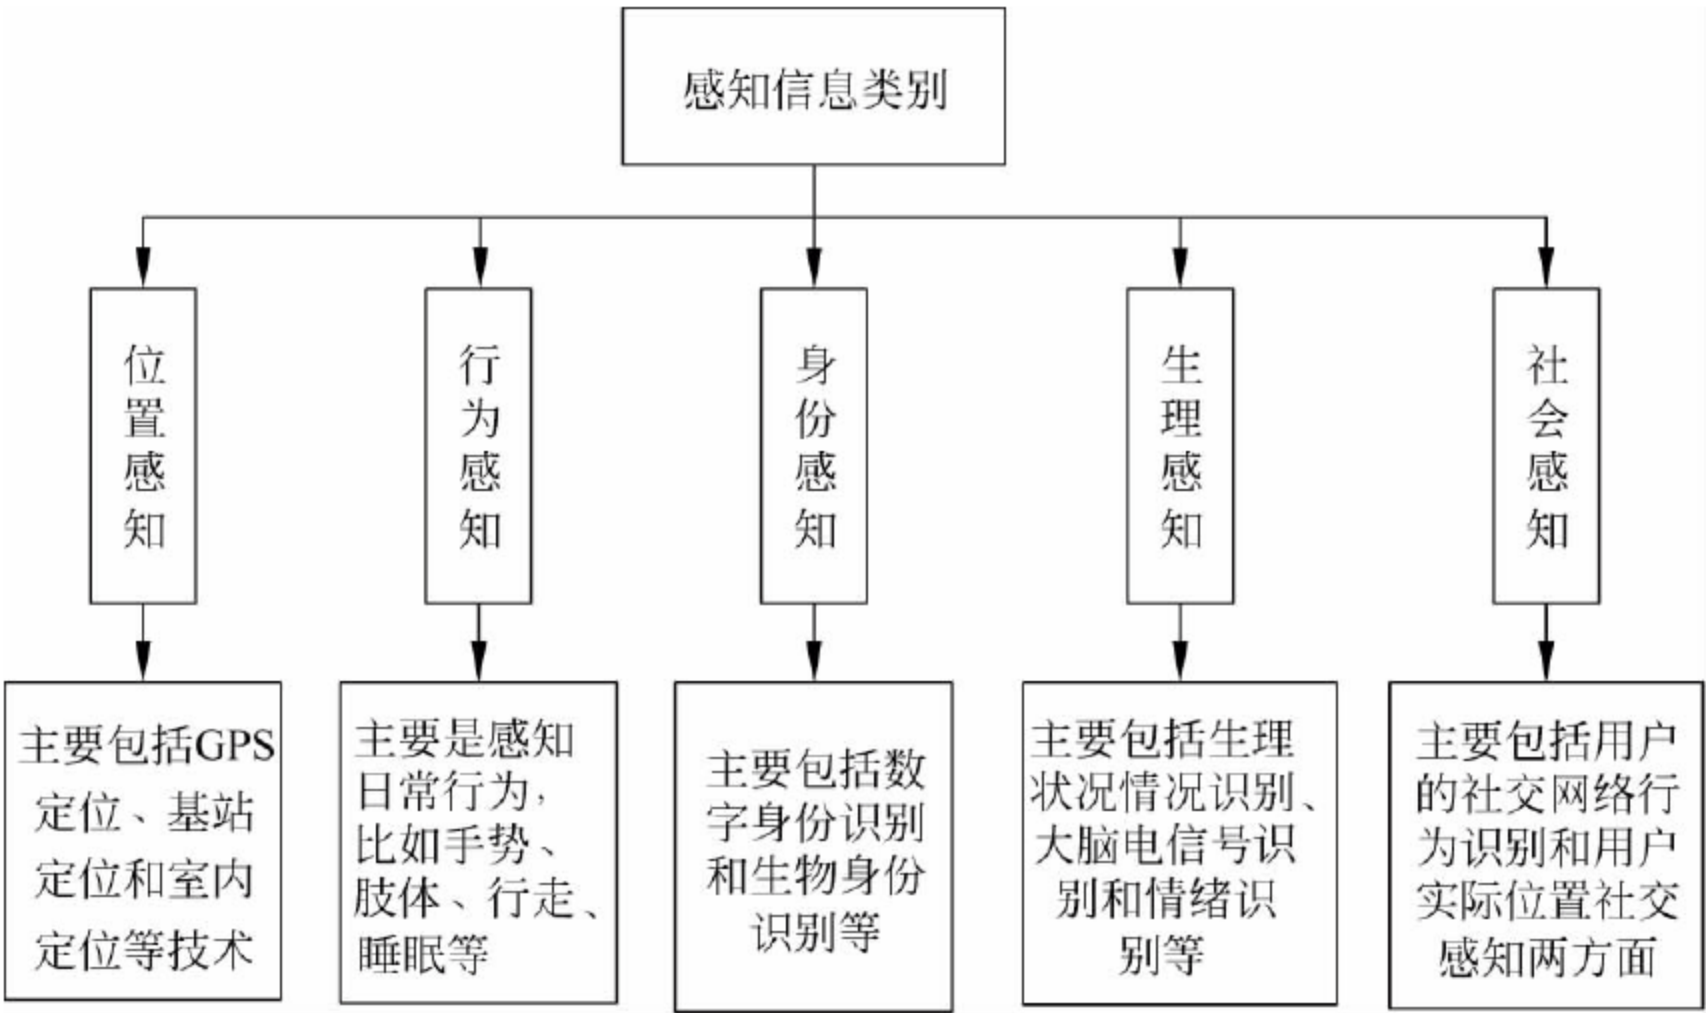 感知信息类别
位置感知
行为感知
身份感知
生理感知
社会感知
主要包括GPS
定位、基站
定位和室内
定位等技术
主要是感知
日常行为,
比如手势、
肢体、行走、
睡眠等
主要包括数
字身份识别
和生物身份
识别等
主要包括生理
状况情况识别、
大脑电信号识
别和情绪识
别等
主要包括用户
的社交网络行
为识别和用户
实际位置社交
感知两方面